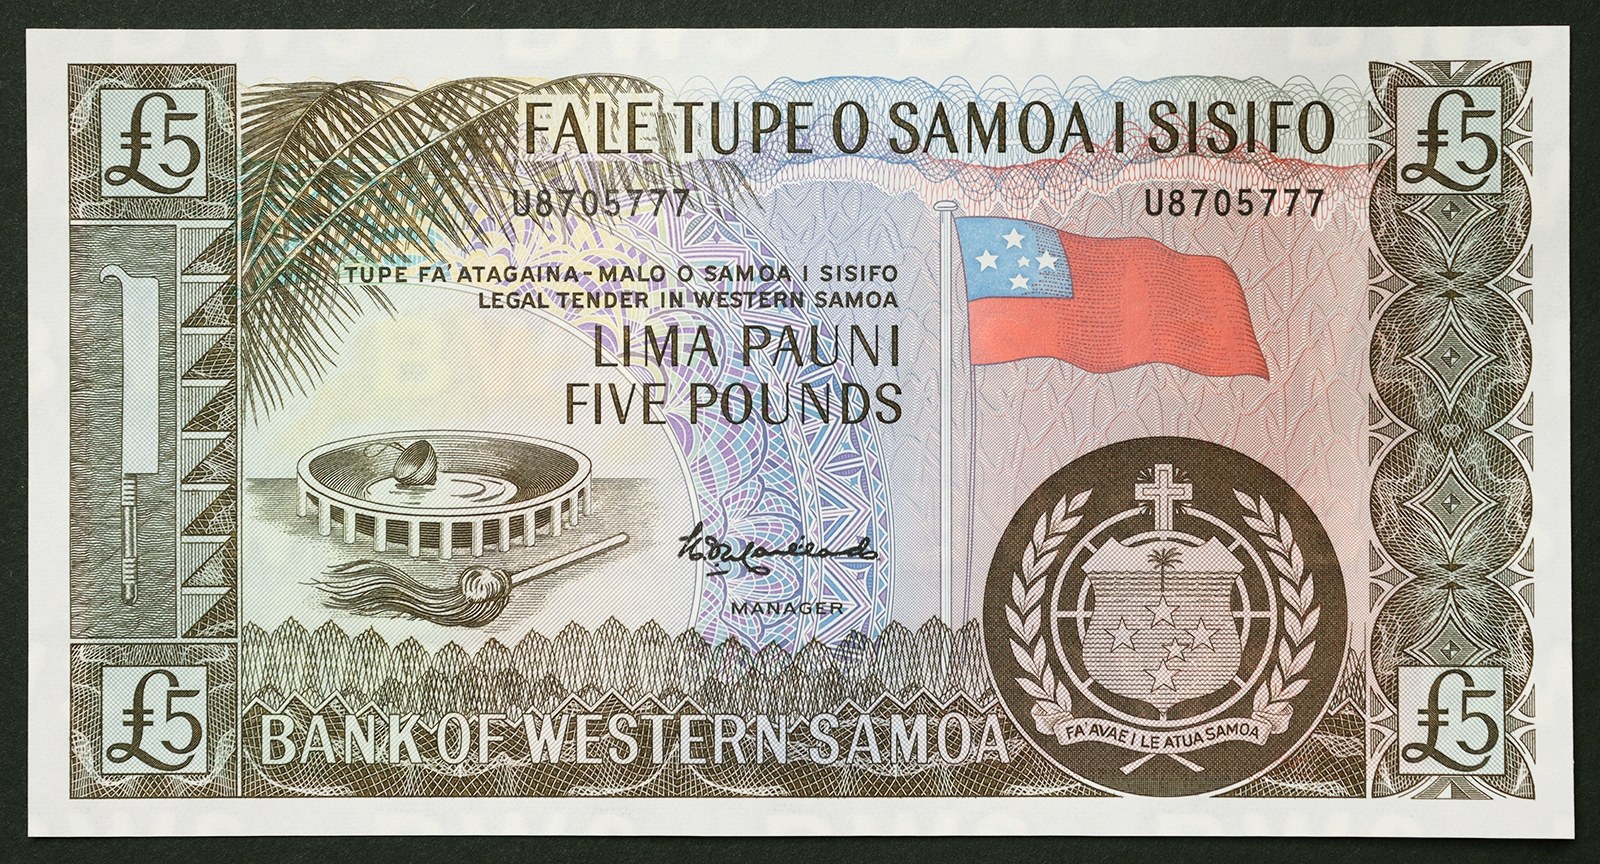 £5
£5
FALE TUPE O SAMOA I SISIFO
U8705777
U8705777
TUPE FA'ATAGAINA-MALO O SAMOA I SISIFO
LEGAL TENDER IN WESTERN SAMOA
LIMA PAUNI
FIVE POUNDS
MANAGER
FA'AVAE I LE ATUA SAMOA
BANK OF WESTERN SAMOA
£5
£5